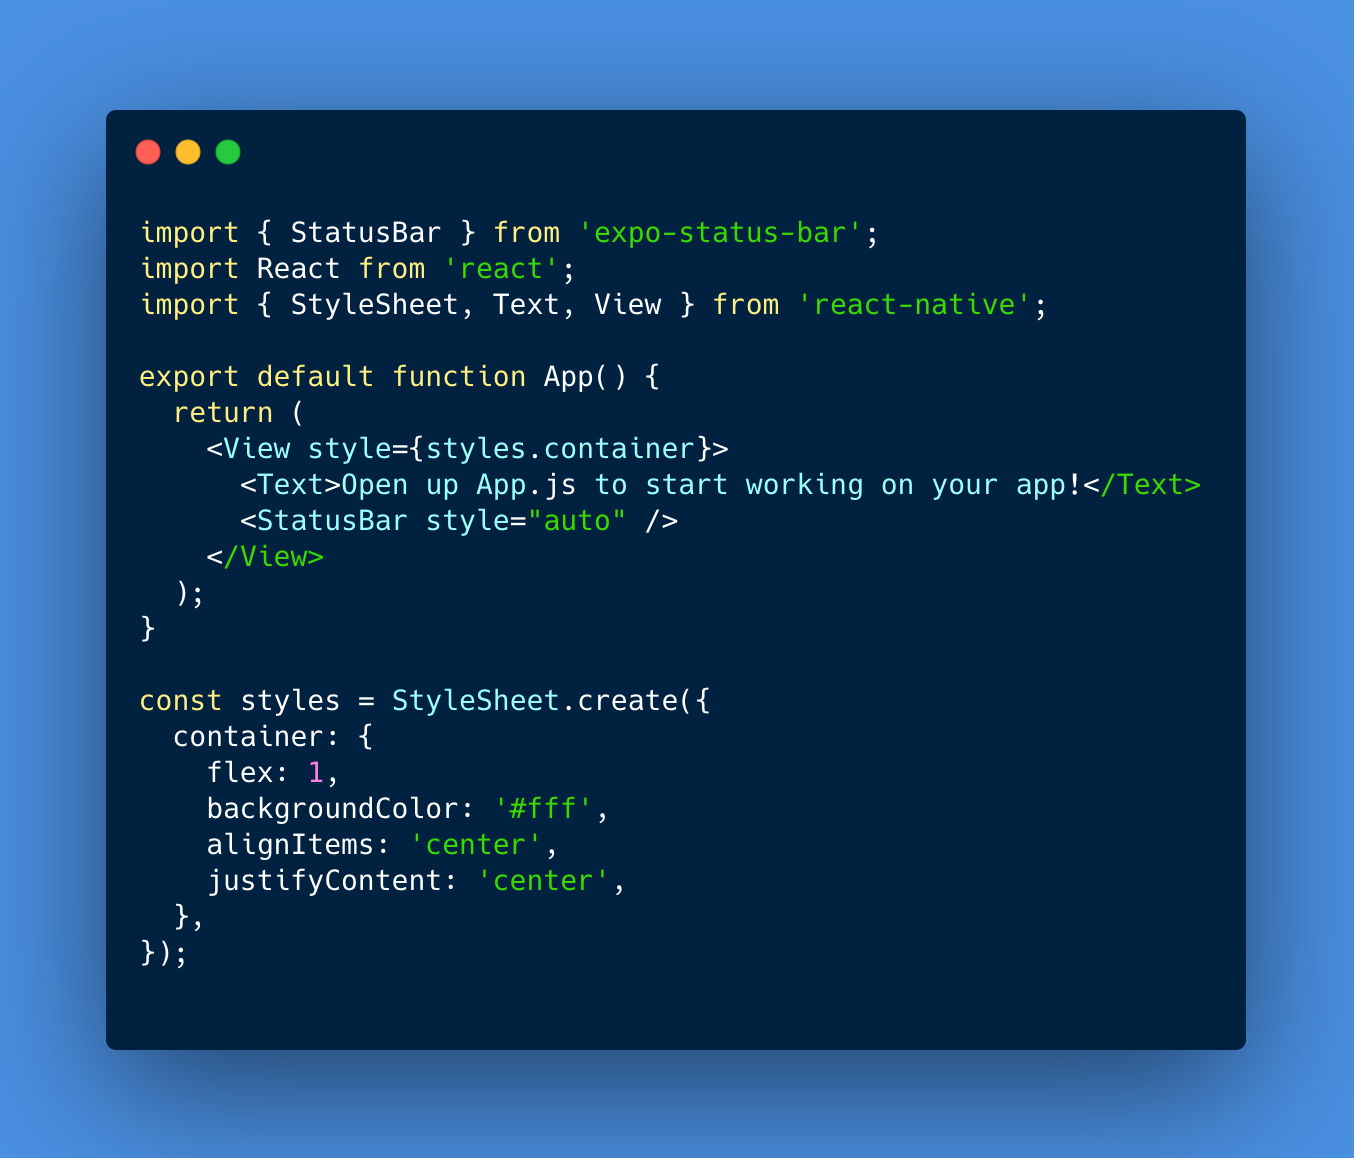 import { StatusBar } from 'expo-status-bar';
import React from 'react';
import { StyleSheet, Text, View } from 'react-native';

export default function App() {
  return (
    <View style={styles.container}>
      <Text>Open up App.js to start working on your app!</Text>
      <StatusBar style="auto" />
    </View>
  );
}

const styles = StyleSheet.create({
  container: {
    flex: 1,
    backgroundColor: '#fff',
    alignItems: 'center',
    justifyContent: 'center',
  },
});